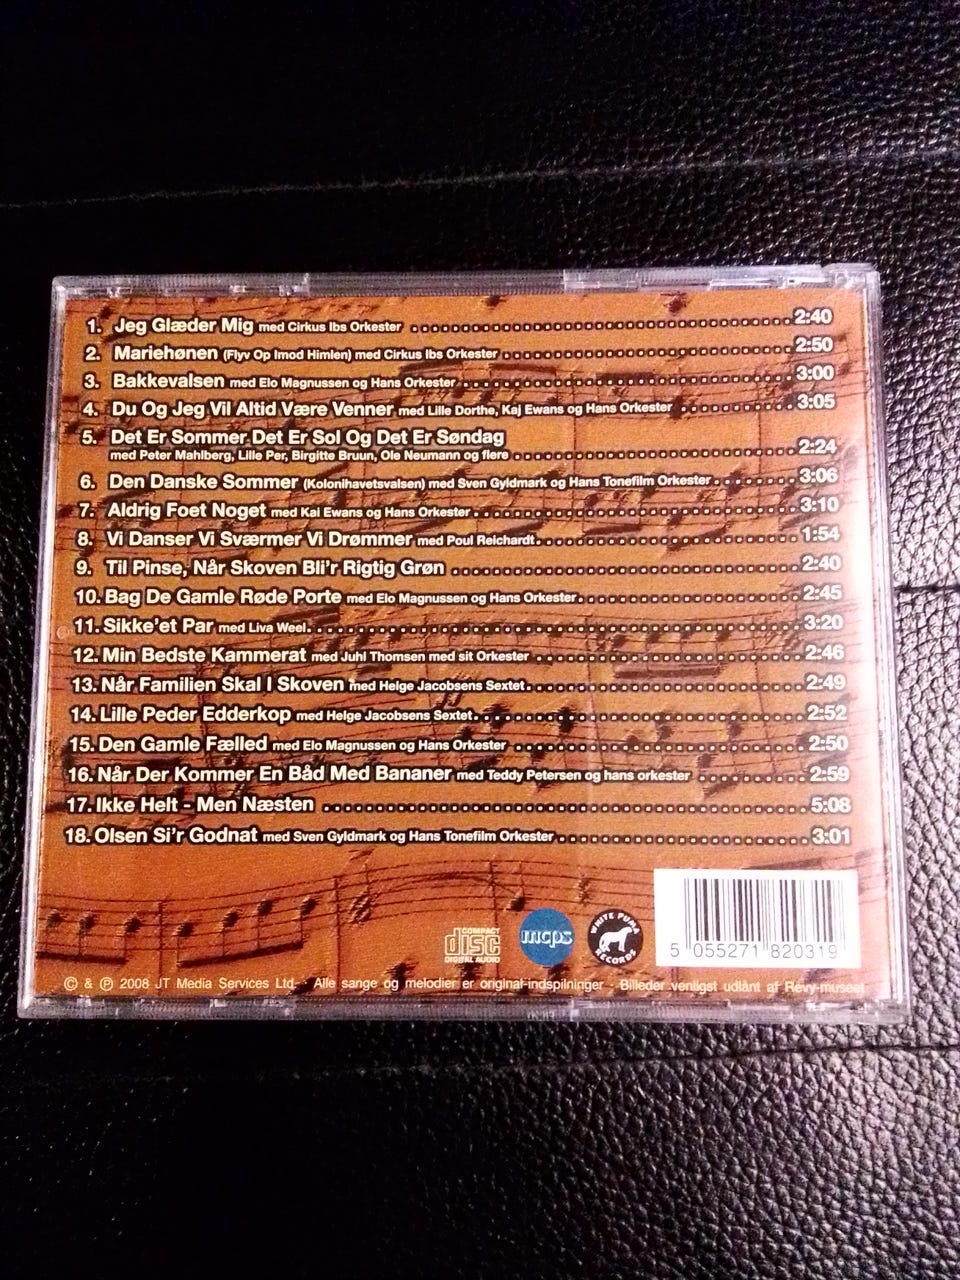 1. Jeg Glæder Mig med Cirkus Ibs Orkester 2:40
2. Mariehønen (Flyv Op Imod Himlen) med Cirkus Ibs Orkester 2:50
3. Bakkevalsen med Elo Magnussen og Hans Orkester 3:00
4. Du Og Jeg Vil Altid Være Venner med Lille Dorthe, Kaj Ewans og Hans Orkester 3:05
5. Det Er Sommer Det Er Sol Og Det Er Søndag
med Peter Mahlberg, Lille Per, Birgitte Bruun, Ole Neumann og flere 2:24
6. Den Danske Sommer (Kolonihavetsvalsen) med Sven Gyldmark og Hans Tonefilm Orkester 3:06
7. Aldrig Foet Noget med Kai Ewans og Hans Orkester 3:10
8. Vi Danser Vi Sværmer Vi Drømmer med Poul Reichardt 1:54
9. Til Pinse, Når Skoven Bli'r Rigtig Grøn 2:40
10. Bag De Gamle Røde Porte med Elo Magnussen og Hans Orkester 2:45
11. Sikke'et Par med Liva Weel 3:20
12. Min Bedste Kammerat med Juhl Thomsen med sit Orkester 2:46
13. Når Familien Skal I Skoven med Helge Jacobsens Sextet 2:49
14. Lille Peder Edderkop med Helge Jacobsens Sextet 2:52
15. Den Gamle Fælled med Elo Magnussen og Hans Orkester 2:50
16. Når Der Kommer En Båd Med Bananer med Teddy Petersen og hans orkester 2:59
17. Ikke Helt - Men Næsten 5:08
18. Olsen Si'r Godnat med Sven Gyldmark og Hans Tonefilm Orkester 3:01
COMPACT
disc
DIGITAL AUDIO
mcps
WHITE PUMA
RECORDS
5 055271 820319
© & ℗ 2008 JT Media Services Ltd. · Alle sange og melodier er original-indspilninger · Billeder venligst udlånt af Revy-museet